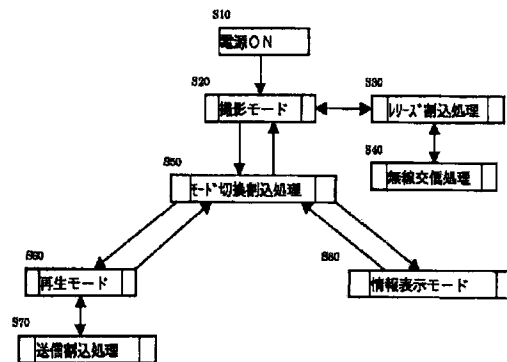 S10
電源ON
S20
撮影モード
S30
レリーズ割込処理
S40
無線交信処理
S50
モード切換割込処理
S60
再生モード
S80
情報表示モード
S70
送信割込処理